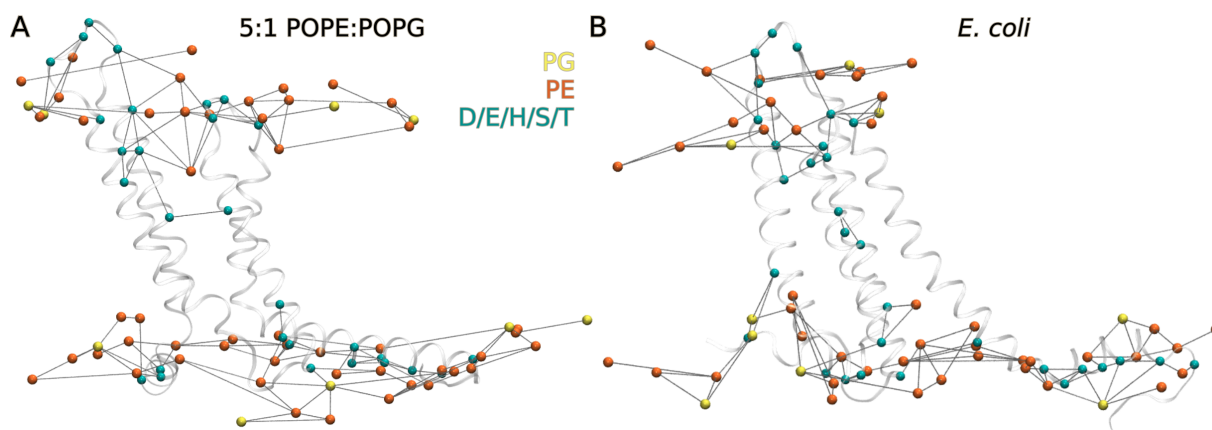 A
5:1 POPE:POPG
B
E. coli
PG
PE
D/E/H/S/T